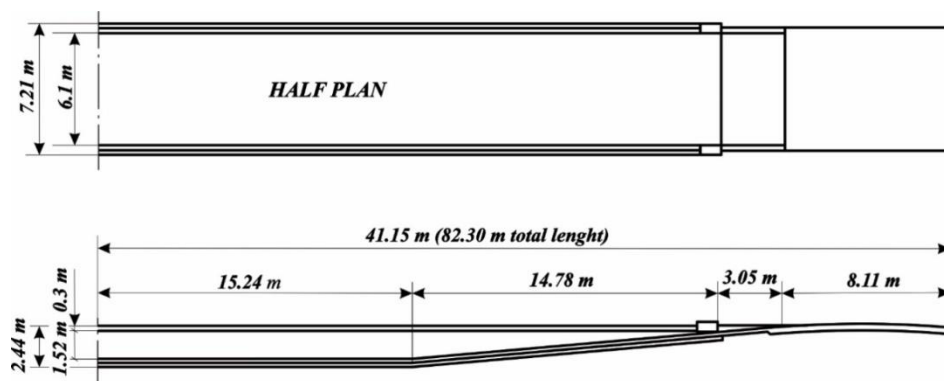 7.21 m
6.1 m
HALF PLAN
41.15 m (82.30 m total lenght)
15.24 m
14.78 m
3.05 m
8.11 m
0.3 m
2.44 m
1.52 m